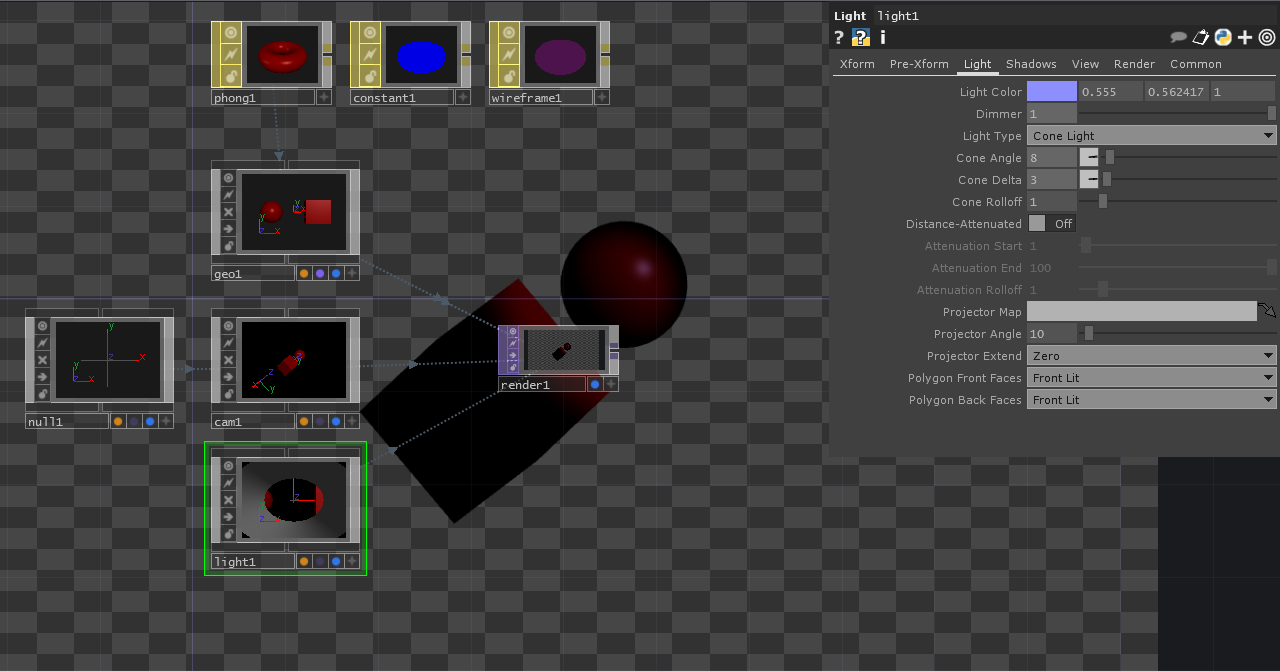 Light light1
? ? i
Xform Pre-Xform Light Shadows View Render Common
Light Color 0.555 0.562417 1
Dimmer 1
Light Type Cone Light
Cone Angle 8
Cone Delta 3
Cone Rolloff 1
Distance-Attenuated Off
Attenuation Start 1
Attenuation End 100
Attenuation Rolloff 1
Projector Map
Projector Angle 10
Projector Extend Zero
Polygon Front Faces Front Lit
Polygon Back Faces Front Lit
phong1 constant1 wireframe1
y y x
x z
geo1
y
z x
y
z x
null1
z y
x y
cam1
render1
z
z x
light1